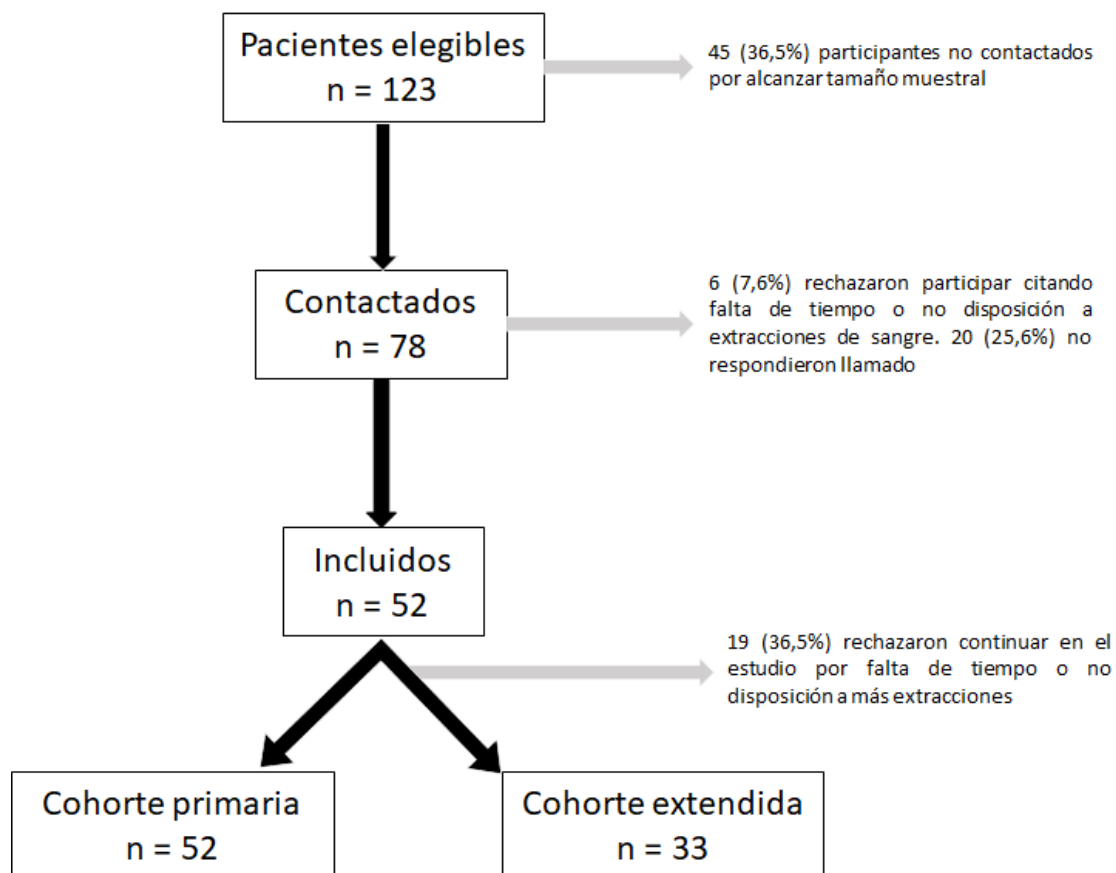 Pacientes elegibles
n = 123
45 (36,5%) participantes no contactados
por alcanzar tamaño muestral
Contactados
n = 78
6 (7,6%) rechazaron participar citando
falta de tiempo o no disposición a
extracciones de sangre. 20 (25,6%) no
respondieron llamado
Incluidos
n = 52
19 (36,5%) rechazaron continuar en el
estudio por falta de tiempo o no
disposición a más extracciones
Cohorte primaria
n = 52
Cohorte extendida
n = 33